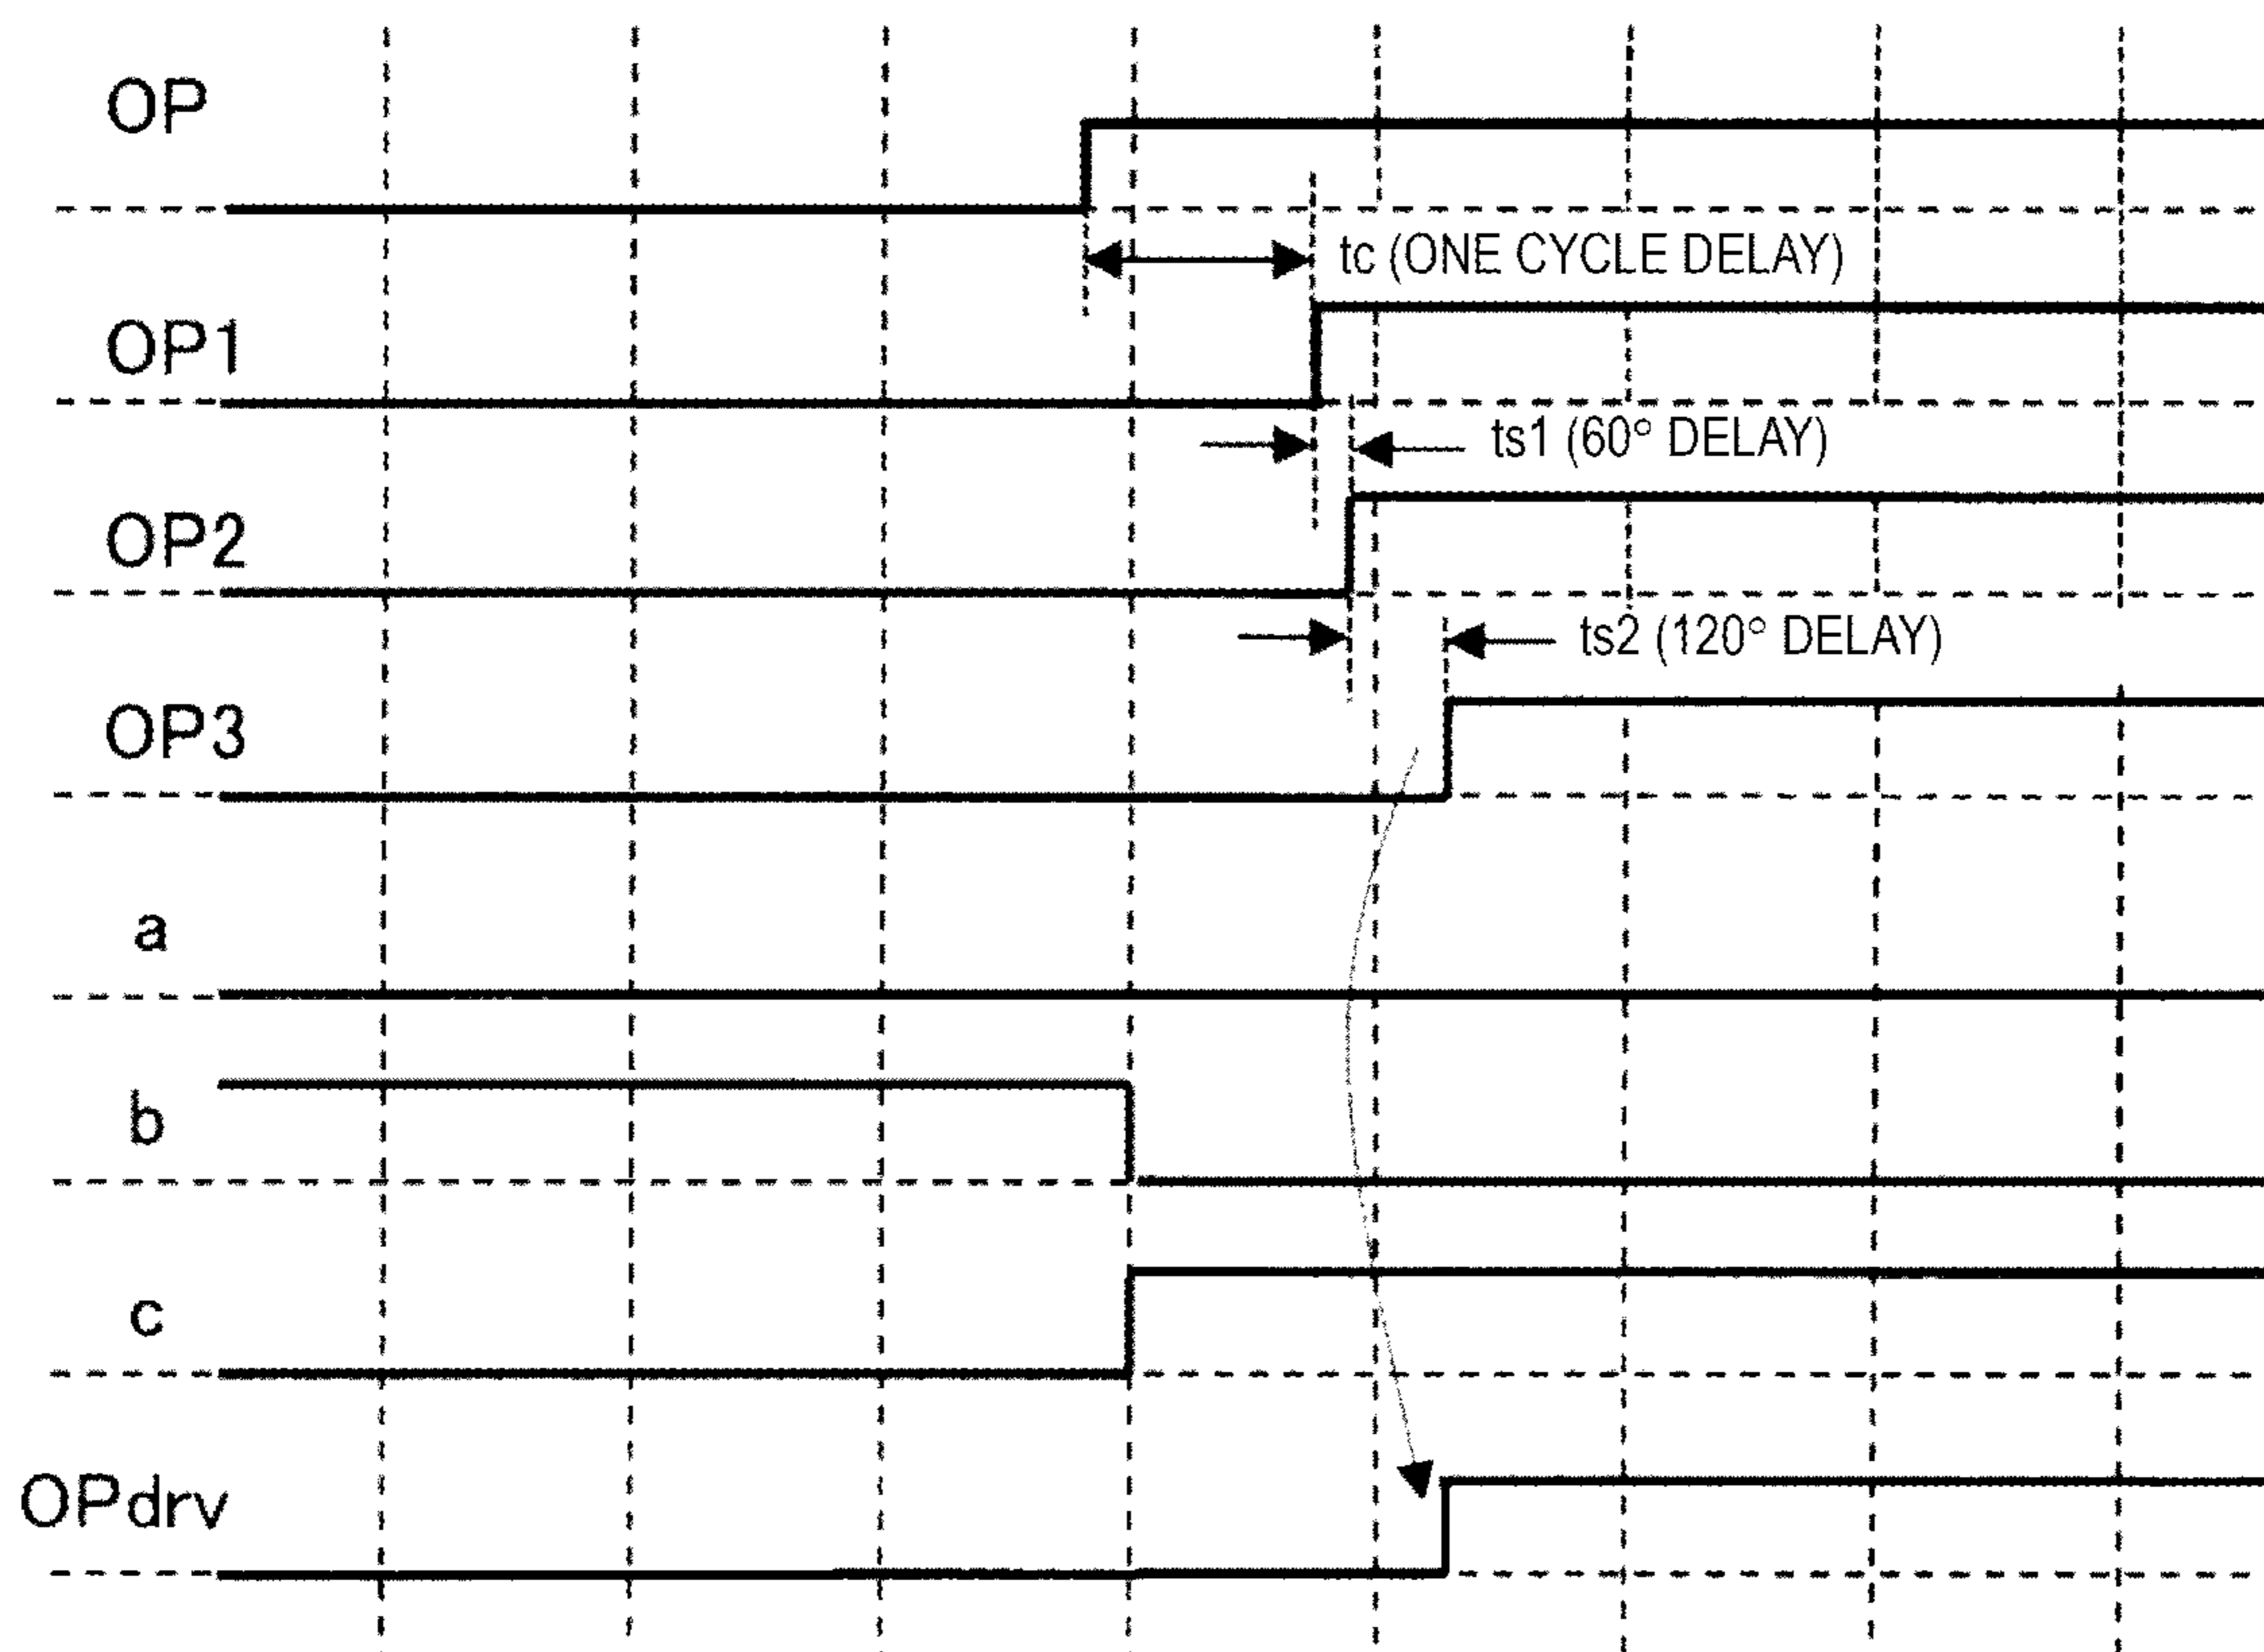 OP
tc (ONE CYCLE DELAY)
OP1
ts1 (60° DELAY)
OP2
ts2 (120° DELAY)
OP3
a
b
c
OPdrv